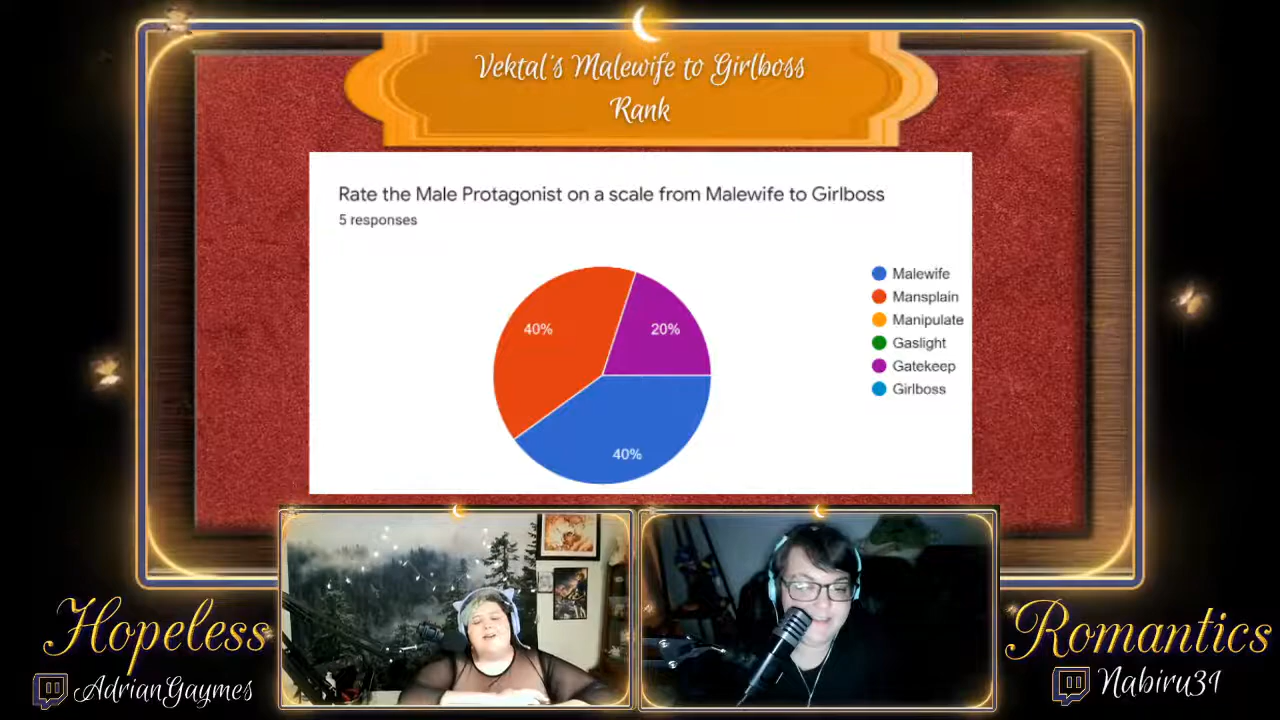 Vektal's Malewife to Girlboss
Rank
Rate the Male Protagonist on a scale from Malewife to Girlboss
5 responses
40%
20%
40%
Malewife
Mansplain
Manipulate
Gaslight
Gatekeep
Girlboss
Hopeless
AdrianGaymes
Romantics
Nabiru31